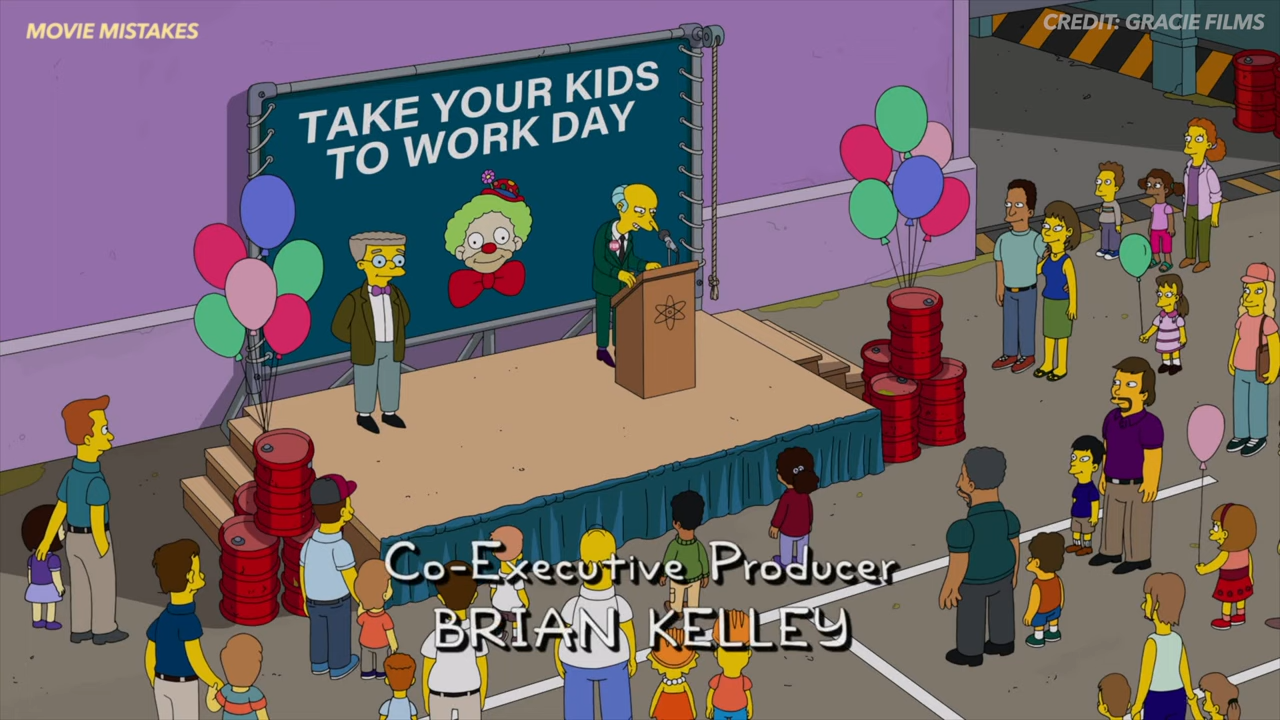 MOVIE MISTAKES
CREDIT: GRACIE FILMS
TAKE YOUR KIDS
TO WORK DAY
Co-Executive Producer
BRIAN KELLEY